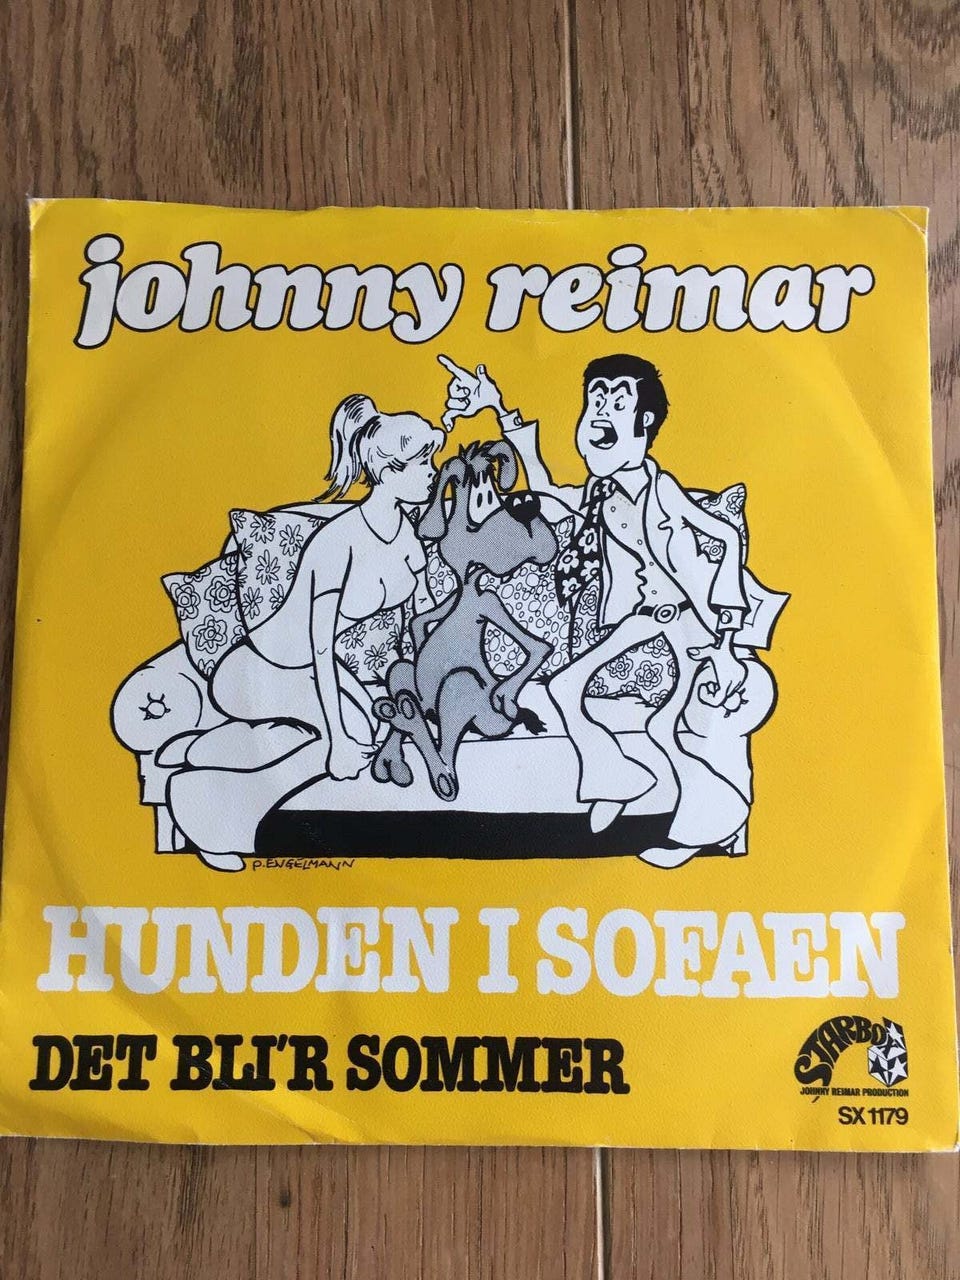 johnny reimar
P. ENGELMANN
HUNDEN I SOFAEN
DET BLI'R SOMMER
STARBOX
JOHNNY REIMAR PRODUCTION
SX 1179